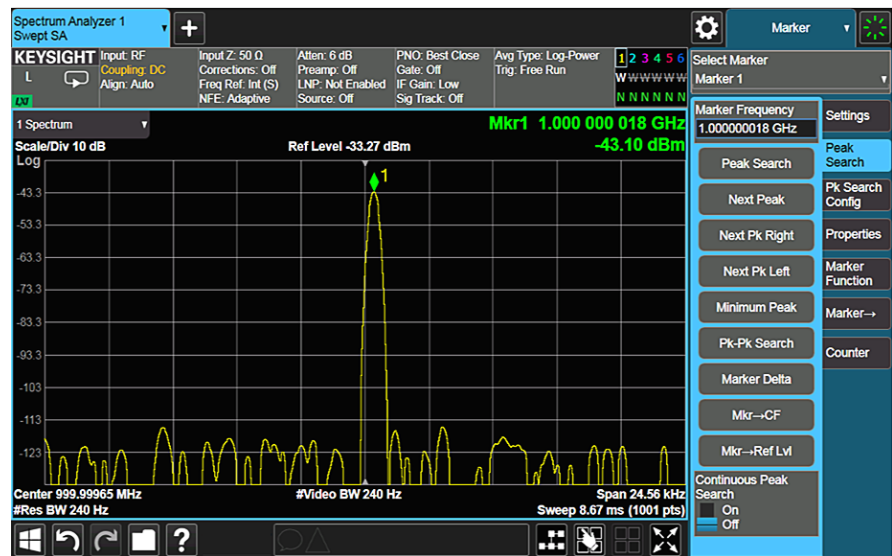 Spectrum Analyzer 1
Swept SA
Marker
KEYSIGHT
L
LXI
Input: RF
Coupling: DC
Align: Auto
Input Z: 50 Ω
Corrections: Off
Freq Ref: Int (S)
NFE: Adaptive
Atten: 6 dB
Preamp: Off
LNP: Not Enabled
Source: Off
PNO: Best Close
Gate: Off
IF Gain: Low
Sig Track: Off
Avg Type: Log-Power
Trig: Free Run
1 2 3 4 5 6
W W W W W W
N N N N N N
Select Marker
Marker 1
1 Spectrum
Mkr1 1.000 000 018 GHz
Scale/Div 10 dB
Ref Level -33.27 dBm
-43.10 dBm
Log
1
-43.3
-53.3
-63.3
-73.3
-83.3
-93.3
-103
-113
-123
Center 999.99965 MHz
#Video BW 240 Hz
Span 24.56 kHz
#Res BW 240 Hz
Sweep 8.67 ms (1001 pts)
Marker Frequency
1.000000018 GHz
Peak Search
Next Peak
Next Pk Right
Next Pk Left
Minimum Peak
Pk-Pk Search
Marker Delta
Mkr→CF
Mkr→Ref Lvl
Continuous Peak
Search
On
Off
Settings
Peak
Search
Pk Search
Config
Properties
Marker
Function
Marker→
Counter
?